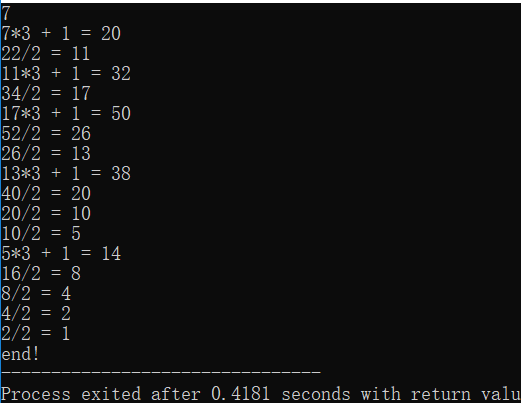 7
7*3 + 1 = 20
22/2 = 11
11*3 + 1 = 32
34/2 = 17
17*3 + 1 = 50
52/2 = 26
26/2 = 13
13*3 + 1 = 38
40/2 = 20
20/2 = 10
10/2 = 5
5*3 + 1 = 14
16/2 = 8
8/2 = 4
4/2 = 2
2/2 = 1
end!
--------------------------------
Process exited after 0.4181 seconds with return valu